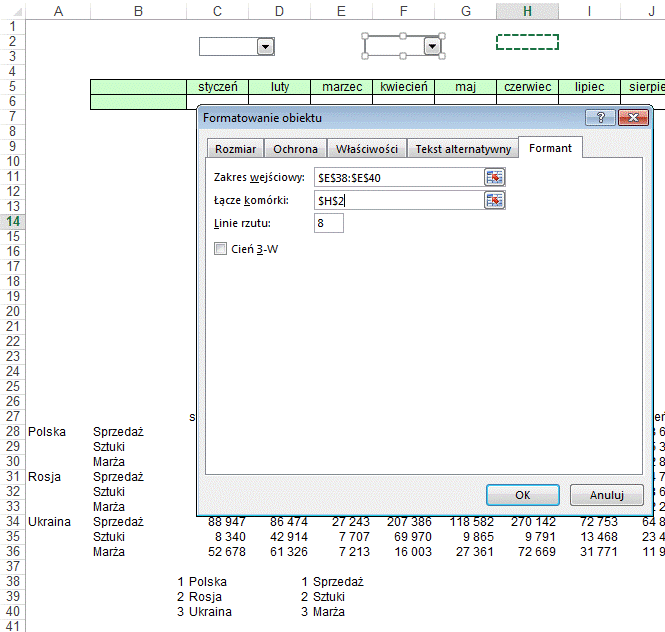 A B C D E F G H I J
1
2
3
4
5 styczeń luty marzec kwiecień maj czerwiec lipiec sierpie
6
7
Formatowanie obiektu
8
9
Rozmiar Ochrona Właściwości Tekst alternatywny Formant
10
11 Zakres wejściowy: $E$38:$E$40
12
13 Łącze komórki: $H$2
14 Linie rzutu: 8
15
16 Cień 3-W
17
18
19
20
21
22
23
24
25
26
27
28 Polska Sprzedaż
29 Sztuki
30 Marża
31 Rosja Sprzedaż
32 Sztuki
OK Anuluj
33 Marża
34 Ukraina Sprzedaż 88 947 86 474 27 243 207 386 118 582 270 142 72 753 64 8
35 Sztuki 8 340 42 914 7 707 69 970 9 865 9 791 13 468 23 4
36 Marża 52 678 61 326 7 213 16 003 27 361 72 669 31 771 11 9
37
38 1 Polska 1 Sprzedaż
39 2 Rosja 2 Sztuki
40 3 Ukraina 3 Marża
41